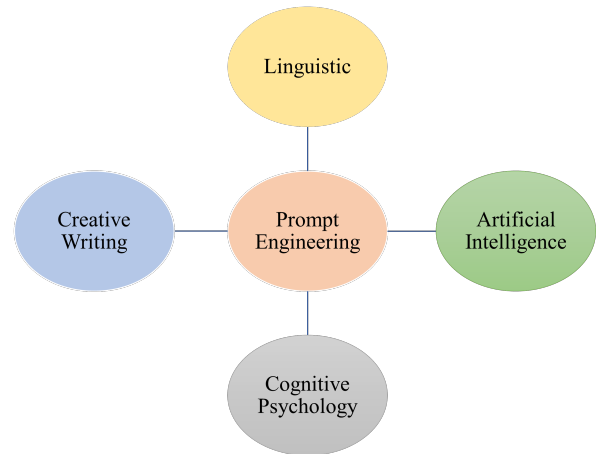 Linguistic
Creative
Writing
Prompt
Engineering
Artificial
Intelligence
Cognitive
Psychology